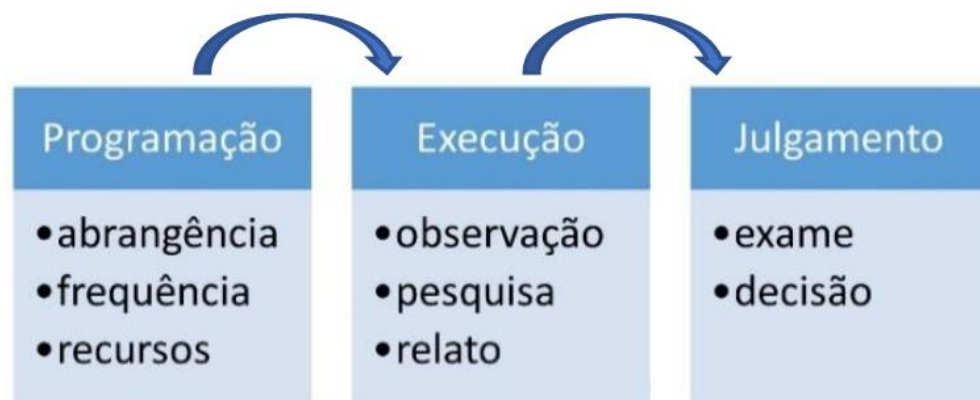 Programação
•abrangência
•frequência
•recursos
Execução
•observação
•pesquisa
•relato
Julgamento
•exame
•decisão